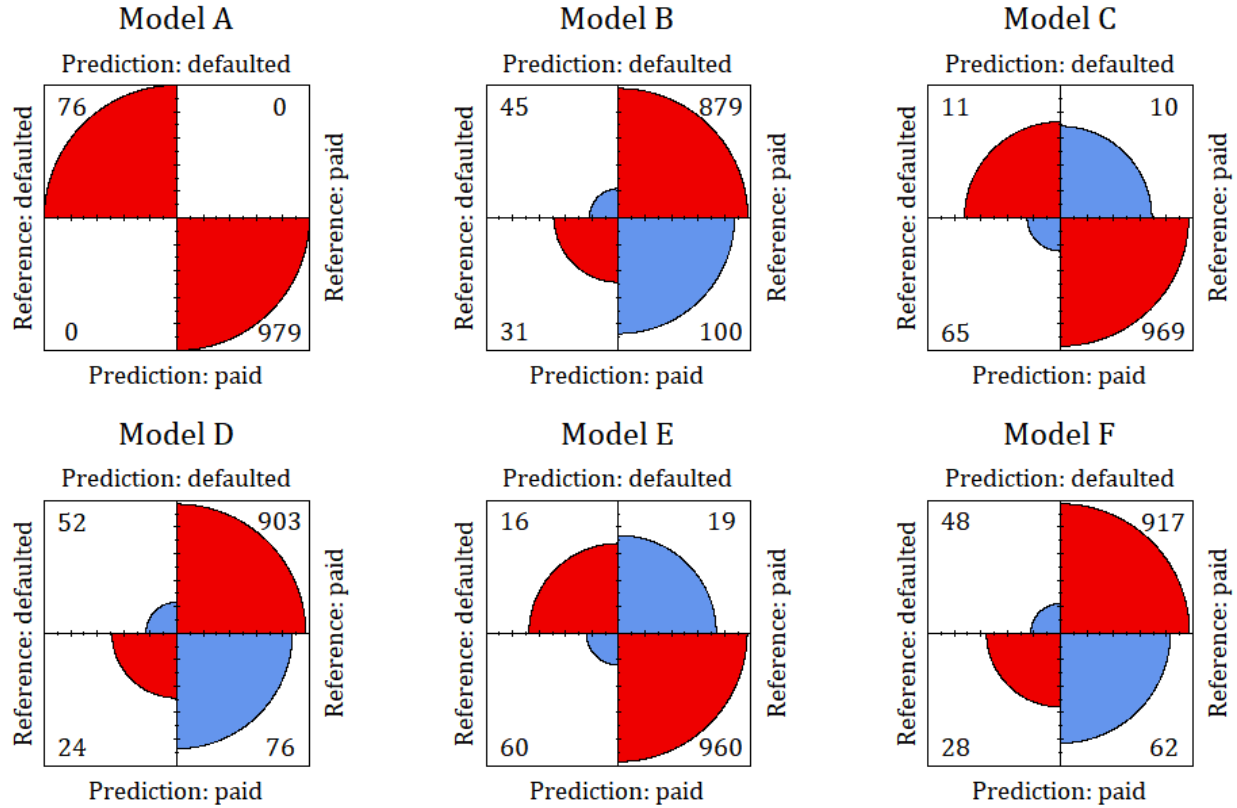 Model A
Prediction: defaulted
Reference: defaulted
76
0
0
979
Reference: paid
Prediction: paid
Model B
Prediction: defaulted
Reference: defaulted
45
879
31
100
Reference: paid
Prediction: paid
Model C
Prediction: defaulted
Reference: defaulted
11
10
65
969
Reference: paid
Prediction: paid
Model D
Prediction: defaulted
Reference: defaulted
52
903
24
76
Reference: paid
Prediction: paid
Model E
Prediction: defaulted
Reference: defaulted
16
19
60
960
Reference: paid
Prediction: paid
Model F
Prediction: defaulted
Reference: defaulted
48
917
28
62
Reference: paid
Prediction: paid